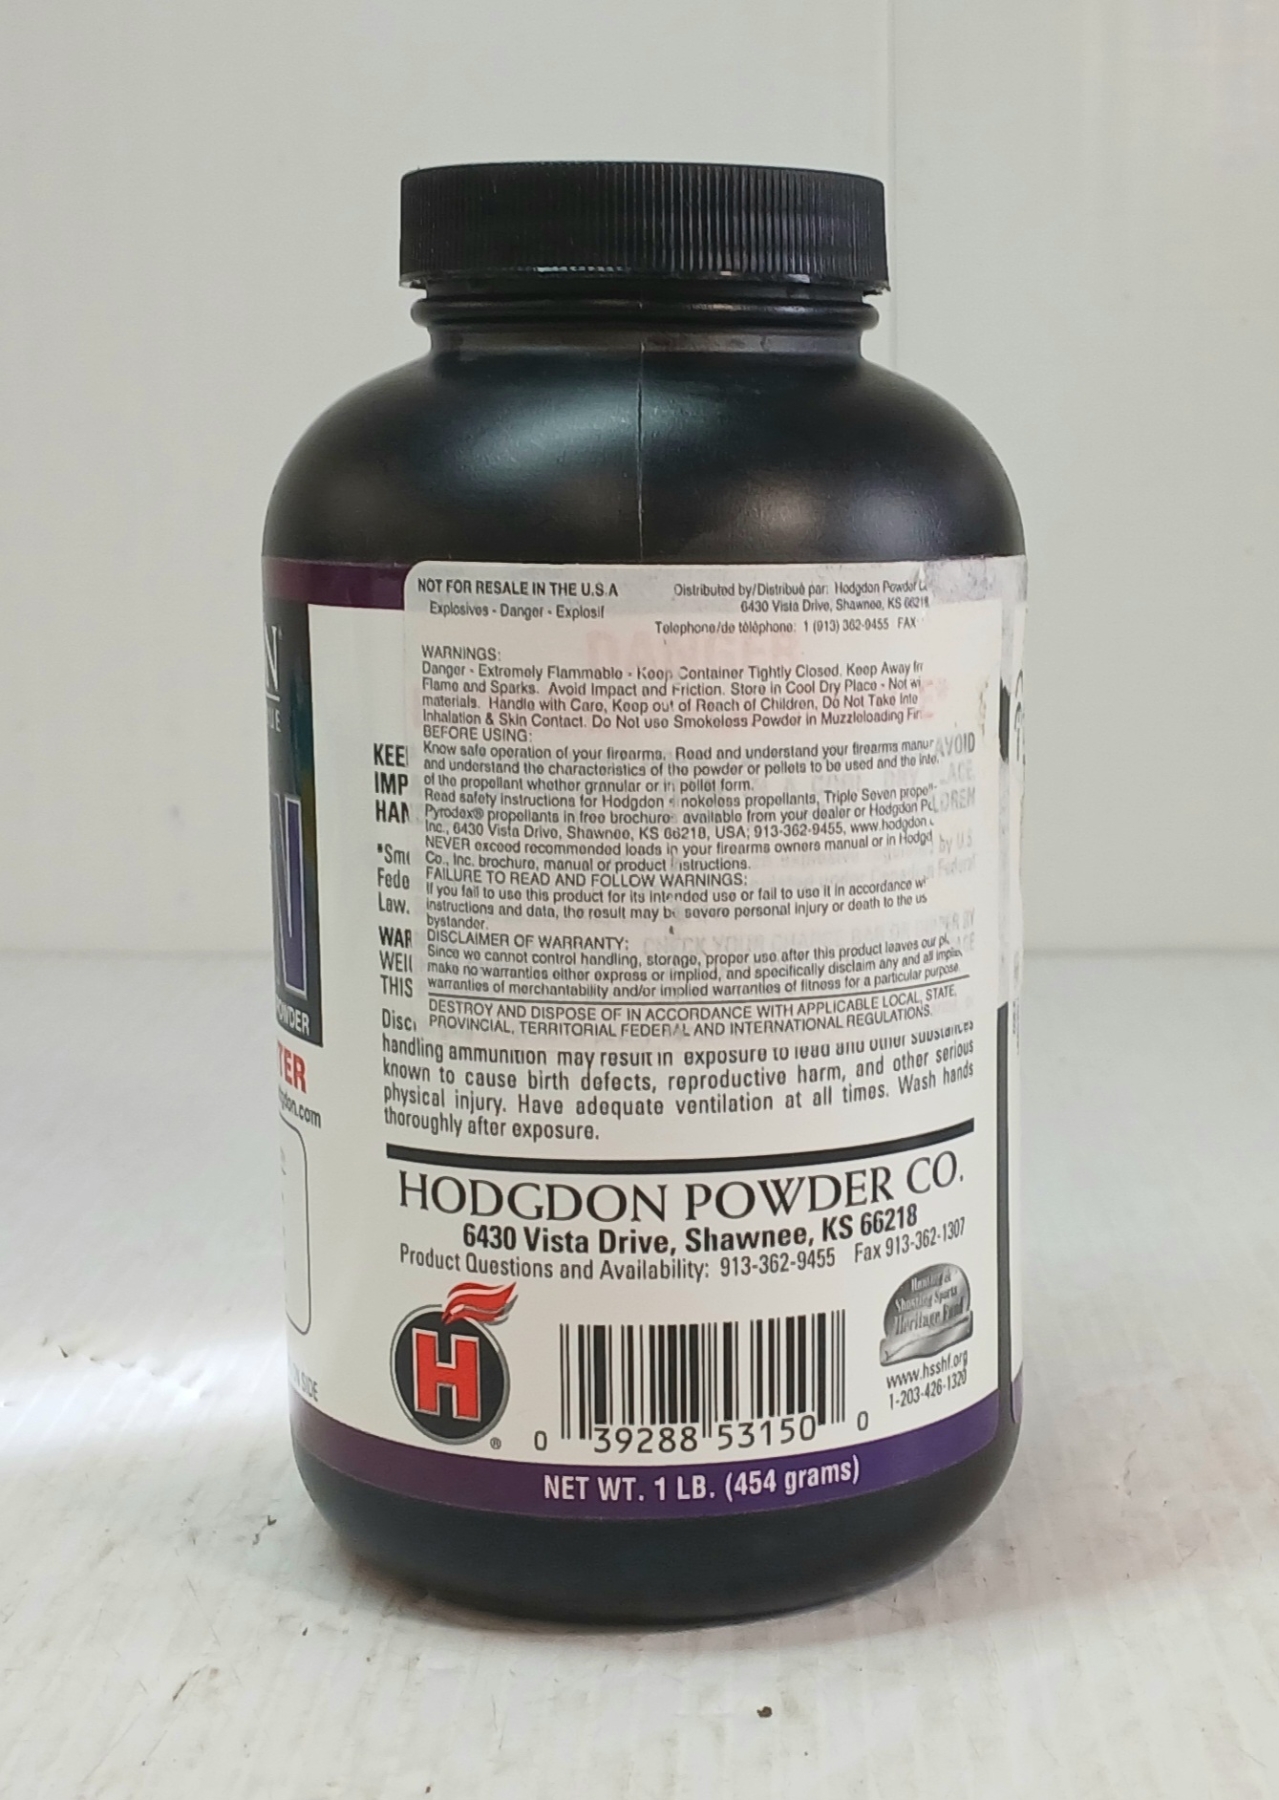 NOT FOR RESALE IN THE U.S.A
Explosives - Danger - Explosif
Distributed by/Distribué par: Hodgdon Powder
6430 Vista Drive, Shawnee, KS 66218
Telephone/de téléphone: 1 (913) 362-9455 FAX
DANGER
WARNINGS:
Danger - Extremely Flammable - Keep Container Tightly Closed. Keep Away
Flame and Sparks. Avoid Impact and Friction. Store in Cool Dry Place - Not
materials. Handle with Care, Keep out of Reach of Children, Do Not Take
Inhalation & Skin Contact. Do Not use Smokeless Powder in Muzzleloading
BEFORE USING:
Know safe operation of your firearms. Read and understand your firearms
AVOID
and understand the characteristics of the powder or pellets to be used and the
of the propellant whether granular or in pellet form.
Read safety instructions for Hodgdon smokeless propellants, Triple Seven
Pyrodex® propellants in free brochures available from your dealer or Hodgdon
Inc., 6430 Vista Drive, Shawnee, KS 66218, USA; 913-362-9455, www.hodgdon
NEVER exceed recommended loads in your firearms owners manual or in
Co., Inc. brochure, manual or product instructions.
FAILURE TO READ AND FOLLOW WARNINGS:
If you fail to use this product for its intended use or fail to use it in accordance
instructions and data, the result may be severe personal injury or death to the
bystander.
DISCLAIMER OF WARRANTY:
Since we cannot control handling, storage, proper use after this product leaves our
make no warranties either express or implied, and specifically disclaim any and all
warranties of merchantability and/or implied warranties of fitness for a particular purpose.
DESTROY AND DISPOSE OF IN ACCORDANCE WITH APPLICABLE LOCAL, STATE,
PROVINCIAL, TERRITORIAL FEDERAL AND INTERNATIONAL REGULATIONS.
Law.
THIS
handling ammunition may result in exposure to lead and other substances
known to cause birth defects, reproductive harm, and other serious
physical injury. Have adequate ventilation at all times. Wash hands
thoroughly after exposure.
HODGDON POWDER CO.
6430 Vista Drive, Shawnee, KS 66218
Product Questions and Availability: 913-362-9455 Fax 913-362-1307
H
®
Hunting &
Shooting Sports
Heritage Fund
www.hsshf.org
1-203-426-1320
0 39288 53150 0
NET WT. 1 LB. (454 grams)